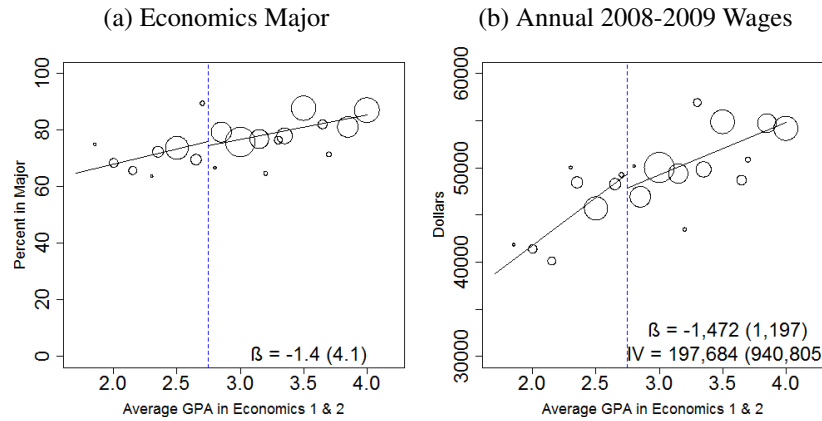 (a) Economics Major
100
80
60
40
20
0
Percent in Major
ß = -1.4 (4.1)
2.0 2.5 3.0 3.5 4.0
Average GPA in Economics 1 & 2
(b) Annual 2008-2009 Wages
60000
50000
40000
30000
Dollars
ß = -1,472 (1,197)
IV = 197,684 (940,805
2.0 2.5 3.0 3.5 4.0
Average GPA in Economics 1 & 2